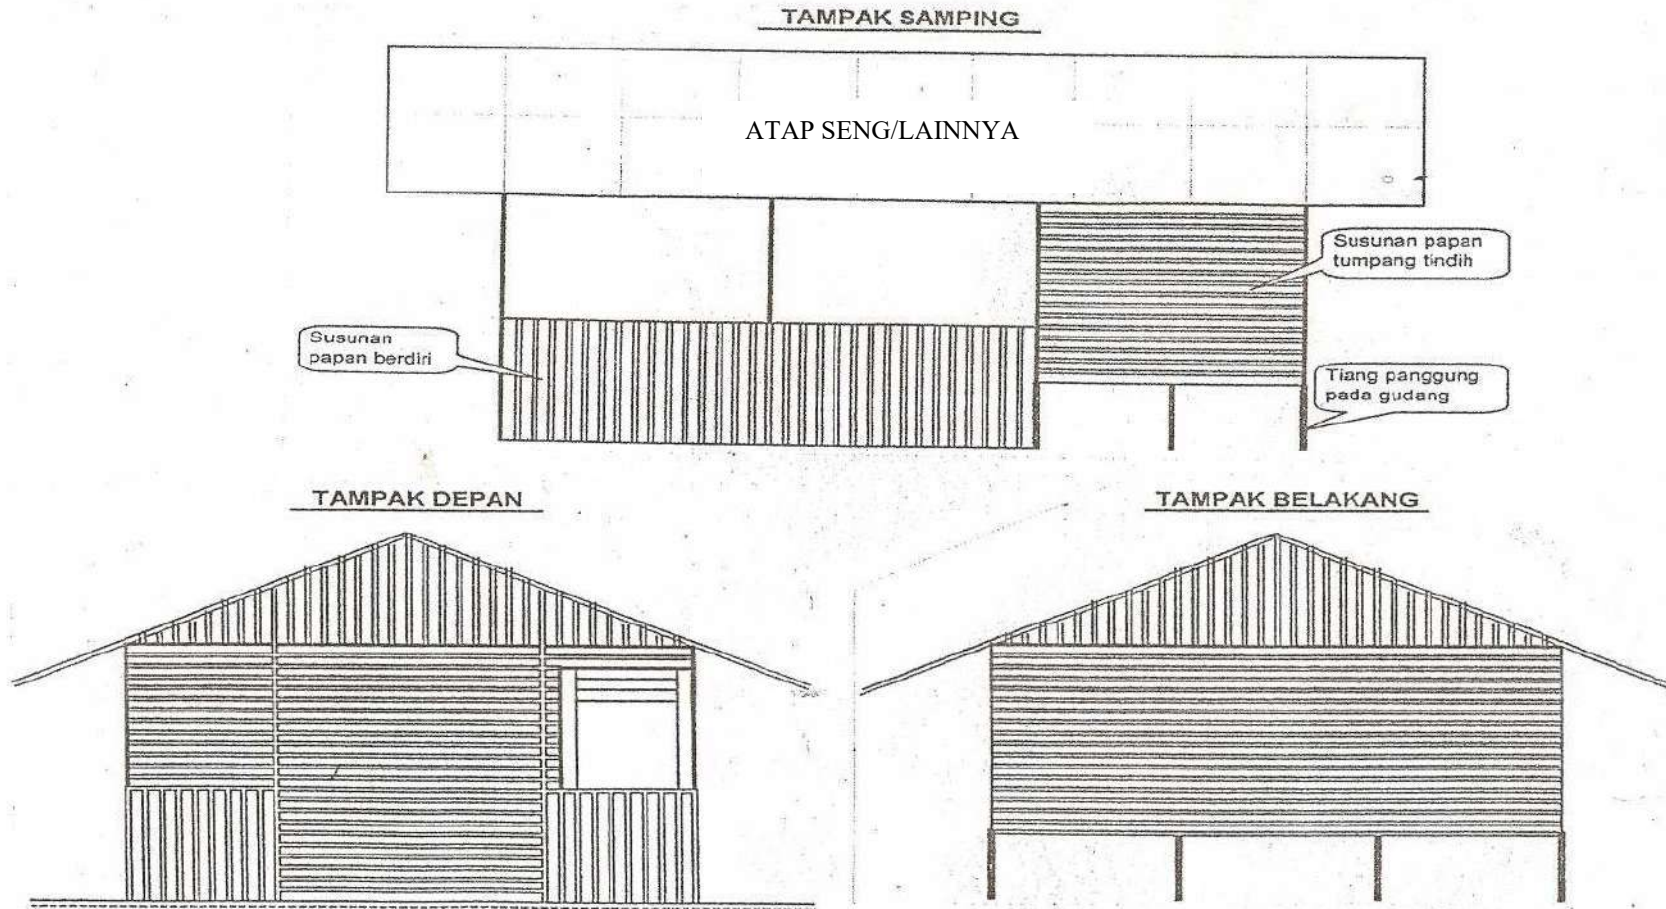 TAMPAK SAMPING
ATAP SENG/LAINNYA
Susunan papan
tumpang tindih
Susunan
papan berdiri
Tiang panggung
pada gudang
TAMPAK DEPAN
TAMPAK BELAKANG